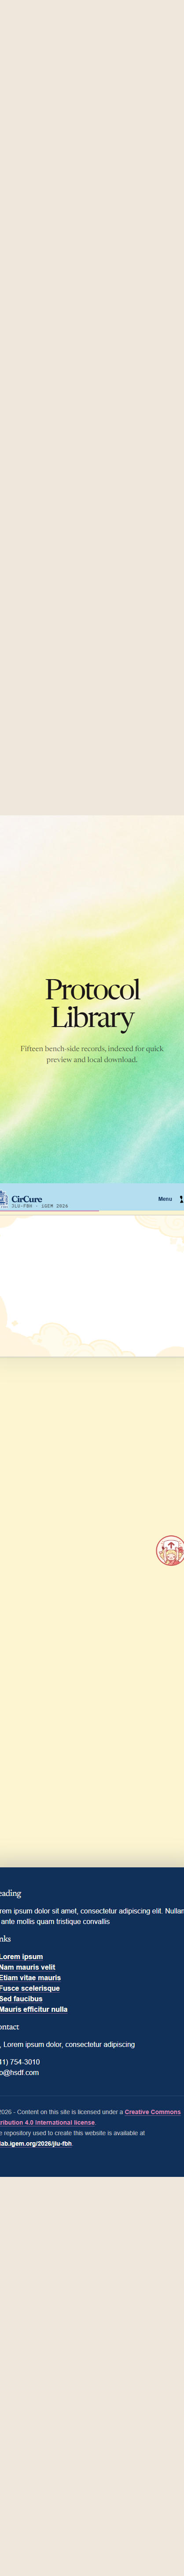 Protocol
Library
Fifteen bench-side records, indexed for quick
preview and local download.
CirCure
JLU-FBH · iGEM 2026
Menu
eading
rem ipsum dolor sit amet, consectetur adipiscing elit. Nullam
ante mollis quam tristique convallis
nks
Lorem ipsum
Nam mauris velit
Etiam vitae mauris
Fusce scelerisque
Sed faucibus
Mauris efficitur nulla
ontact
, Lorem ipsum dolor, consectetur adipiscing
41) 754-3010
o@hsdf.com
2026 - Content on this site is licensed under a Creative Commons
ribution 4.0 International license.
e repository used to create this website is available at
lab.igem.org/2026/jlu-fbh.